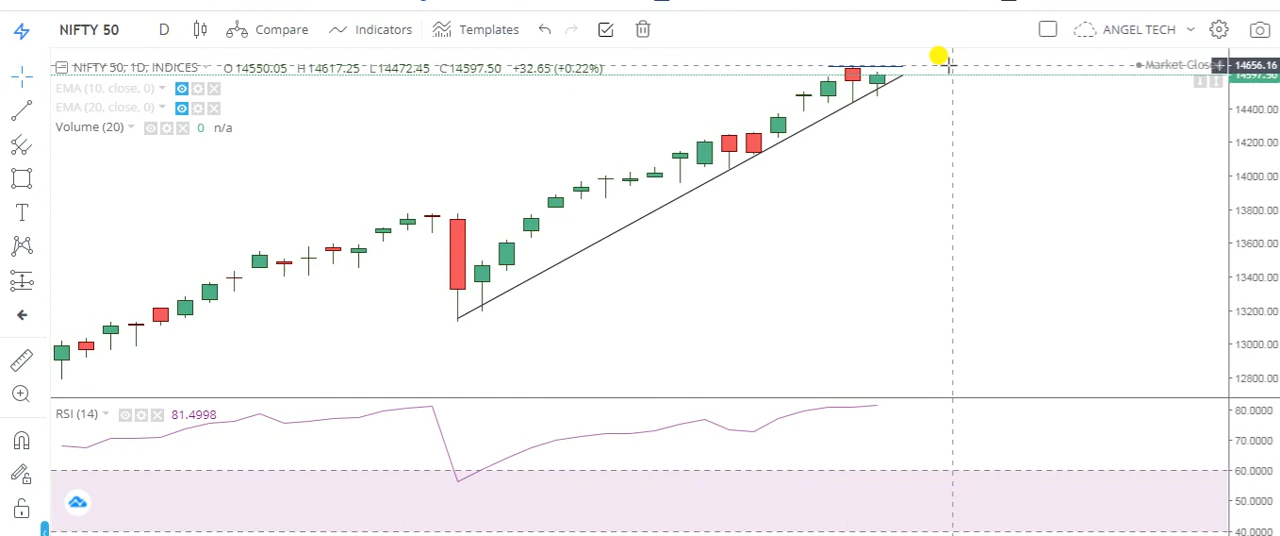 NIFTY 50 D Compare Indicators Templates ANGEL TECH
NIFTY 50, 1D, INDICES O 14550.05 H 14617.25 L 14472.45 C 14597.50 +32.65 (+0.22%)
Market Close
14656.16
14597.50
EMA (10, close, 0)
EMA (20, close, 0)
Volume (20) 0 n/a
14400.00
14200.00
14000.00
13800.00
13600.00
13400.00
13200.00
13000.00
12800.00
RSI (14) 81.4998
80.0000
70.0000
60.0000
50.0000
40.0000